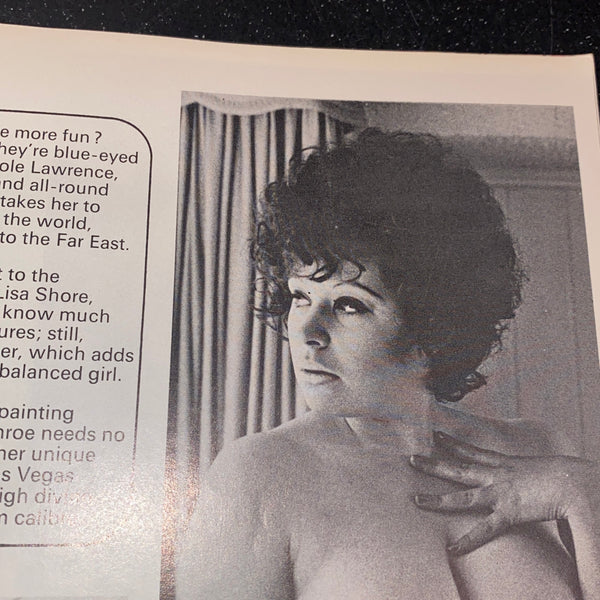 e more fun?
hey're blue-eyed
ole Lawrence,
nd all-round
takes her to
the world,
to the Far East.
t to the
Lisa Shore,
know much
ures; still,
er, which adds
balanced girl.
painting
nroe needs no
her unique
s Vegas
igh divin
n calib